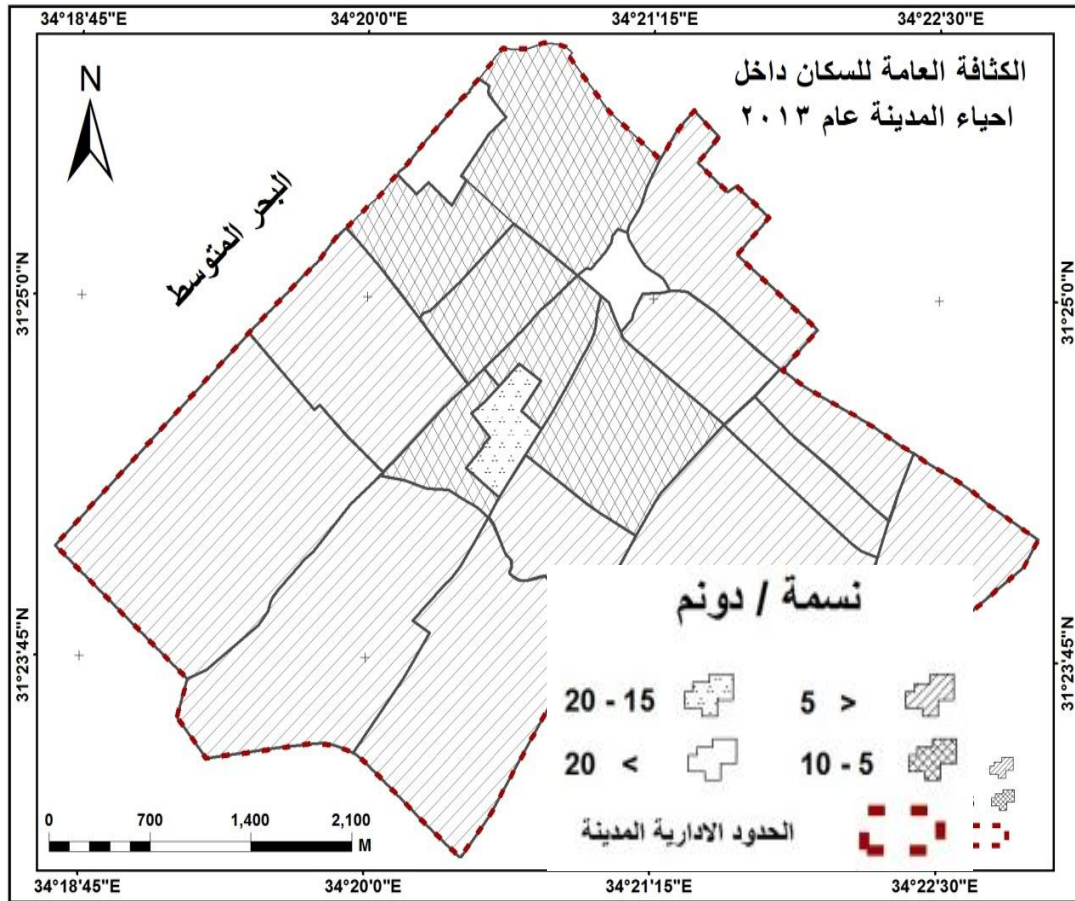 34°18'45"E 34°20'0"E 34°21'15"E 34°22'30"E
الكثافة العامة للسكان داخل
احياء المدينة عام ٢٠١٣
N
البحر المتوسط
31°25'0"N 31°25'0"N
31°23'45"N 31°23'45"N
نسمة / دونم
5 >
20 - 15
10 - 5
20 <
الحدود الادارية المدينة
0 700 1,400 2,100
M
34°18'45"E 34°20'0"E 34°21'15"E 34°22'30"E